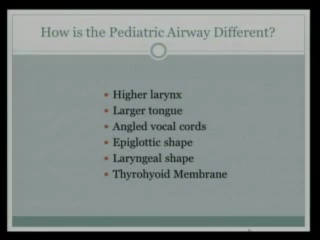 How is the Pediatric Airway Different?
Higher larynx
Larger tongue
Angled vocal cords
Epiglottic shape
Laryngeal shape
Thyrohyoid Membrane